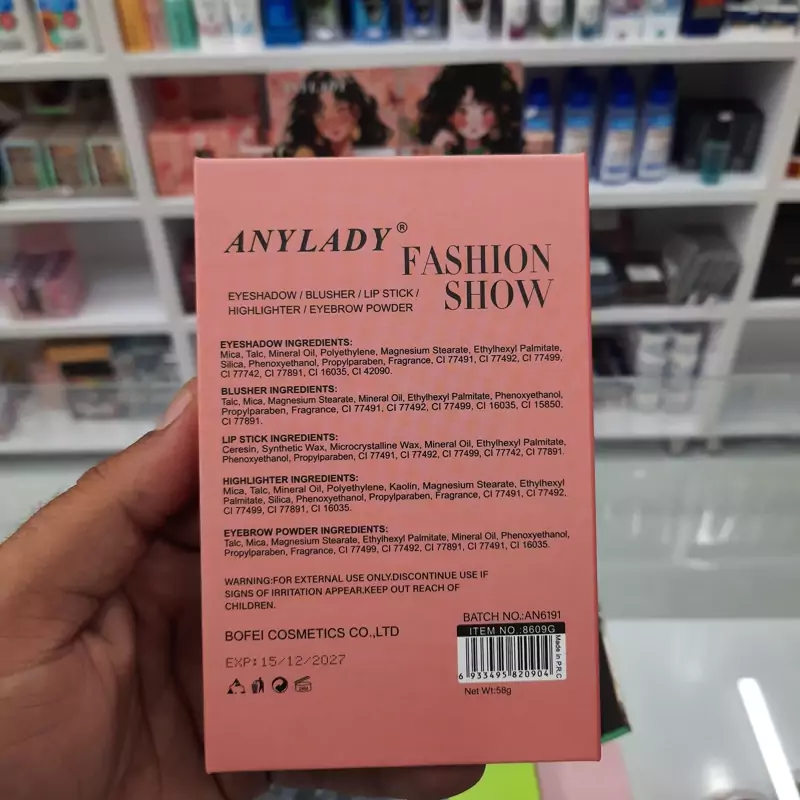 ANYLADY®
FASHION
SHOW
EYESHADOW / BLUSHER / LIP STICK /
HIGHLIGHTER / EYEBROW POWDER
EYESHADOW INGREDIENTS:
Mica, Talc, Mineral Oil, Polyethylene, Magnesium Stearate, Ethylhexyl Palmitate,
Silica, Phenoxyethanol, Propylparaben, Fragrance, CI 77491, CI 77492, CI 77499,
CI 77742, CI 77891, CI 16035, CI 42090.
BLUSHER INGREDIENTS:
Talc, Mica, Magnesium Stearate, Mineral Oil, Ethylhexyl Palmitate, Phenoxyethanol,
Propylparaben, Fragrance, CI 77491, CI 77492, CI 77499, CI 16035, CI 15850.
CI 77891.
LIP STICK INGREDIENTS:
Ceresin, Synthetic Wax, Microcrystalline Wax, Mineral Oil, Ethylhexyl Palmitate,
Phenoxyethanol, Propylparaben, CI 77491, CI 77492, CI 77499, CI 77742, CI 77891.
HIGHLIGHTER INGREDIENTS:
Mica, Talc, Mineral Oil, Polyethylene, Kaolin, Magnesium Stearate, Ethylhexyl
Palmitate, Silica, Phenoxyethanol, Propylparaben, Fragrance, CI 77491, CI 77492.
CI 77499, CI 77891, CI 16035.
EYEBROW POWDER INGREDIENTS:
Talc, Mica, Magnesium Stearate, Ethylhexyl Palmitate, Mineral Oil, Phenoxyethanol,
Propylparaben, Fragrance, CI 77499, CI 77492, CI 77891, CI 77491, CI 16035.
WARNING:FOR EXTERNAL USE ONLY.DISCONTINUE USE IF
SIGNS OF IRRITATION APPEAR.KEEP OUT REACH OF
CHILDREN.
BATCH NO.:AN6191
BOFEI COSMETICS CO.,LTD
ITEM NO.:8609G
Made in P.R.C
EXP:15/12/2027
6 933495 820904
Net Wt:58g